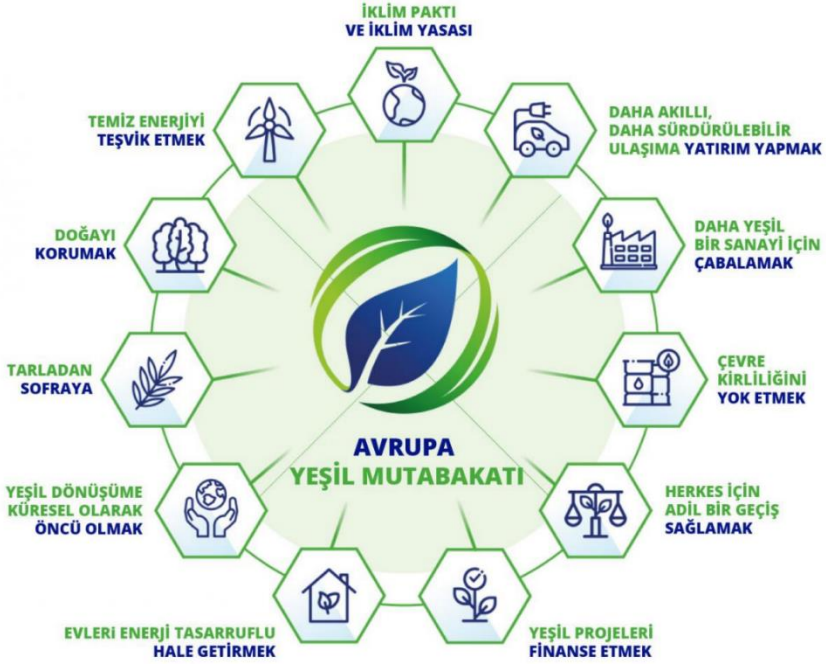 İKLİM PAKTI
VE İKLİM YASASI
TEMİZ ENERJİYİ
TEŞVİK ETMEK
DAHA AKILLI,
DAHA SÜRDÜRÜLEBİLİR
ULAŞIMA YATIRIM YAPMAK
DOĞAYI
KORUMAK
DAHA YEŞİL
BİR SANAYİ İÇİN
ÇABALAMAK
TARLADAN
SOFRAYA
ÇEVRE
KİRLİLİĞİNİ
YOK ETMEK
AVRUPA
YEŞİL MUTABAKATI
YEŞİL DÖNÜŞÜME
KÜRESEL OLARAK
ÖNCÜ OLMAK
HERKES İÇİN
ADİL BİR GEÇİŞ
SAĞLAMAK
EVLERi ENERJİ TASARRUFLU
HALE GETİRMEK
YEŞİL PROJELERİ
FİNANSE ETMEK